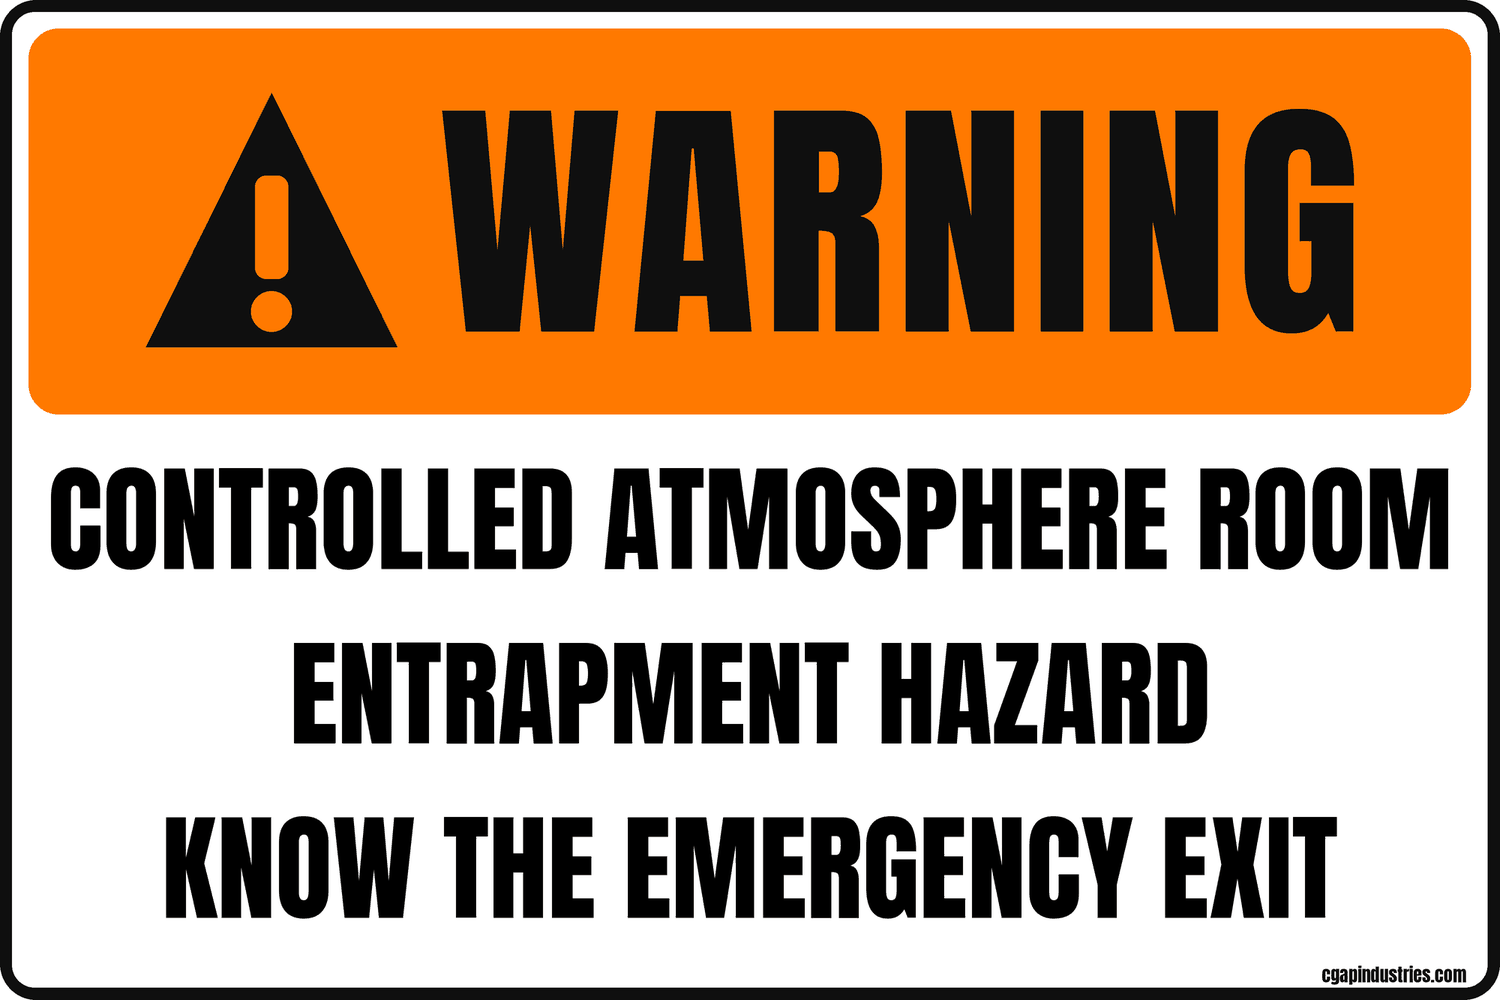 WARNING
CONTROLLED ATMOSPHERE ROOM
ENTRAPMENT HAZARD
KNOW THE EMERGENCY EXIT
cgapindustries.com